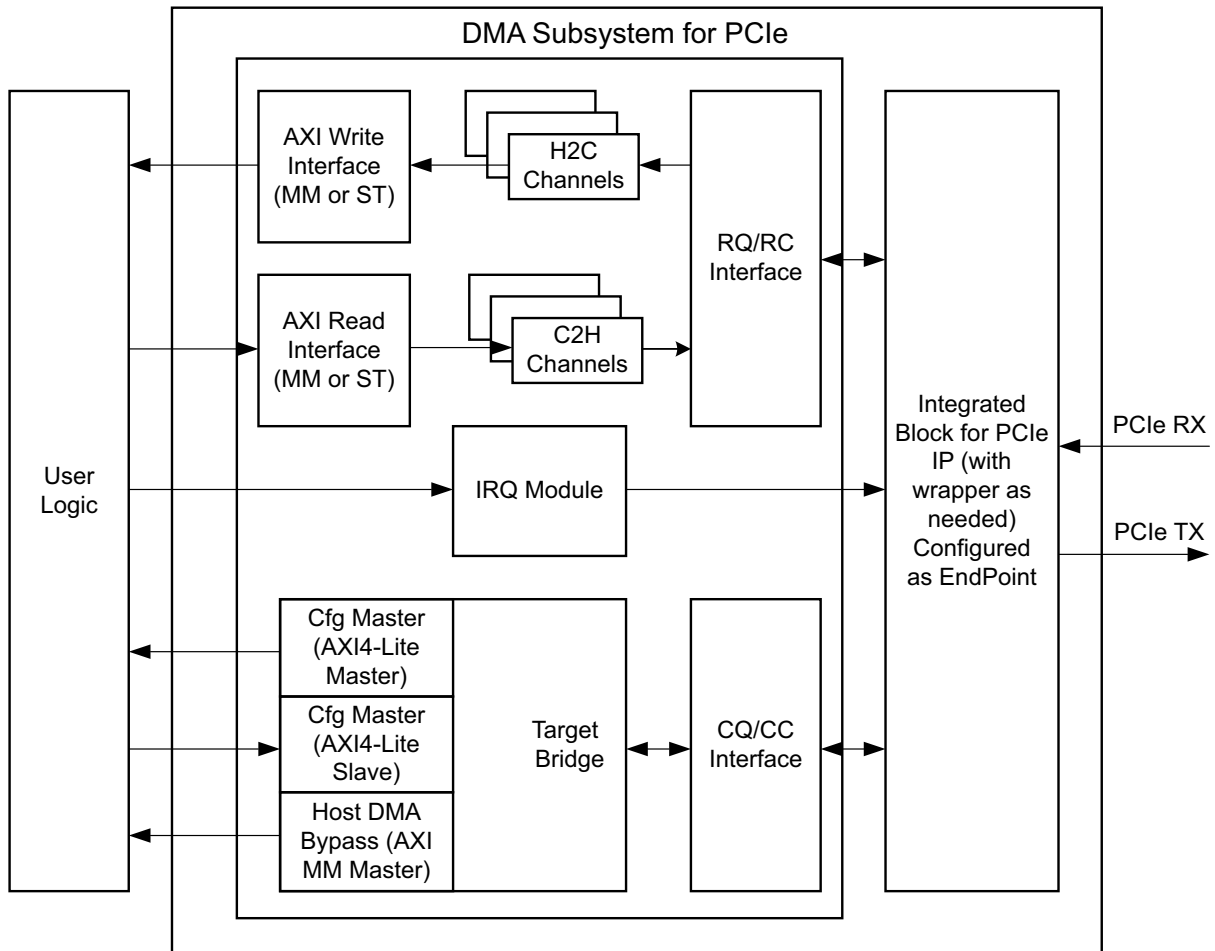 DMA Subsystem for PCIe
AXI Write
Interface
(MM or ST)
H2C
Channels
RQ/RC
Interface
AXI Read
Interface
(MM or ST)
C2H
Channels
User
Logic
IRQ Module
Integrated
Block for PCIe
IP (with
wrapper as
needed)
Configured
as EndPoint
PCIe RX
PCIe TX
Cfg Master
(AXI4-Lite
Master)
Cfg Master
(AXI4-Lite
Slave)
Host DMA
Bypass (AXI
MM Master)
Target
Bridge
CQ/CC
Interface